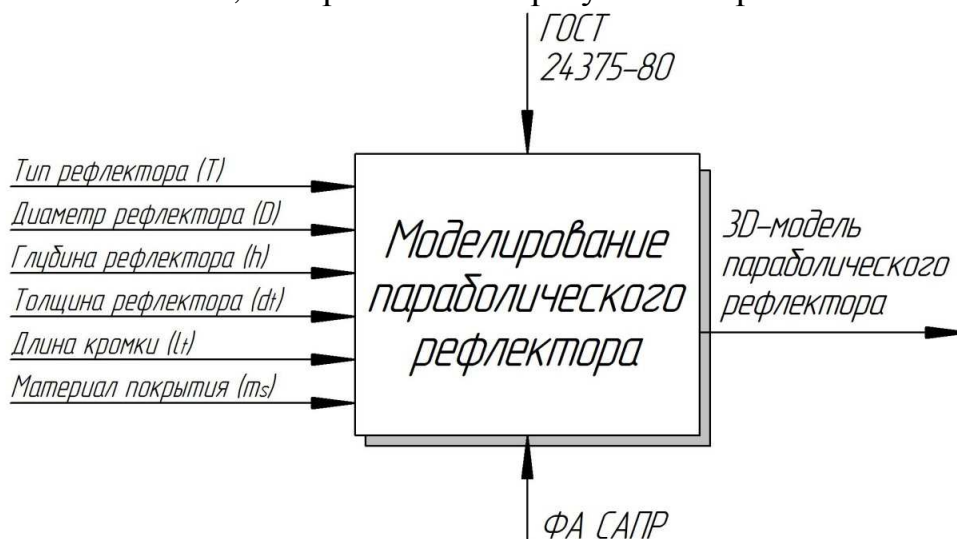 ГОСТ
24375-80
Тип рефлектора (T)
Диаметр рефлектора (D)
Глубина рефлектора (h)
Толщина рефлектора (dt)
Длина кромки (lt)
Материал покрытия (ms)
Моделирование
параболического
рефлектора
3D-модель
параболического
рефлектора
ФА САПР